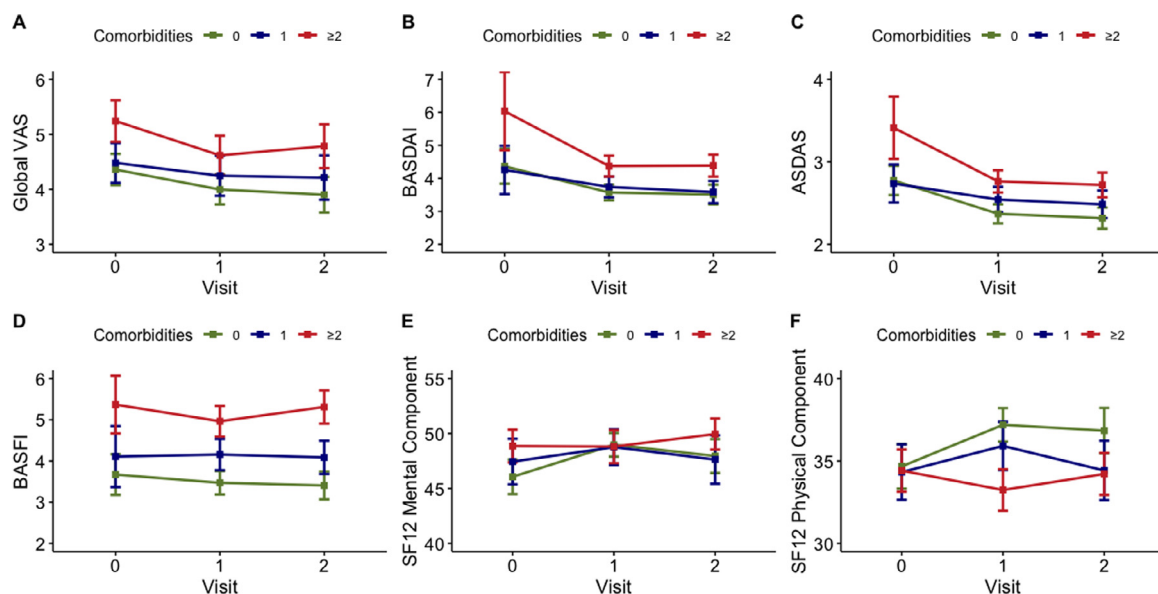 A
Comorbidities 0 1 ≥2
Global VAS
6
5
4
3
0 1 2
Visit
B
Comorbidities 0 1 ≥2
BASDAI
7
6
5
4
3
2
0 1 2
Visit
C
Comorbidities 0 1 ≥2
ASDAS
4
3
2
0 1 2
Visit
D
Comorbidities 0 1 ≥2
BASFI
6
5
4
3
2
0 1 2
Visit
E
Comorbidities 0 1 ≥2
SF12 Mental Component
55
50
45
40
0 1 2
Visit
F
Comorbidities 0 1 ≥2
SF12 Physical Component
40
35
30
0 1 2
Visit